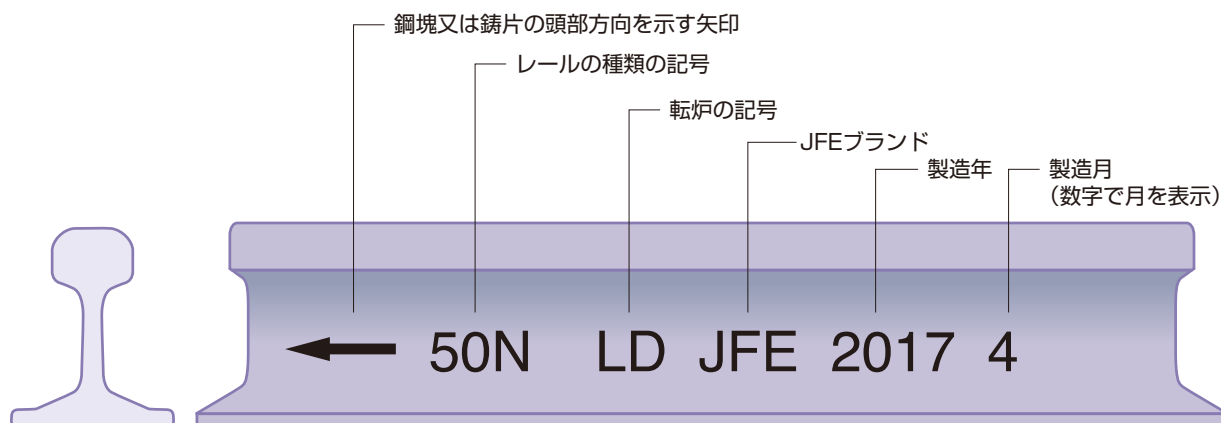 鋼塊又は鋳片の頭部方向を示す矢印
レールの種類の記号
転炉の記号
JFEブランド
製造年
製造月
（数字で月を表示）
50N LD JFE 2017 4